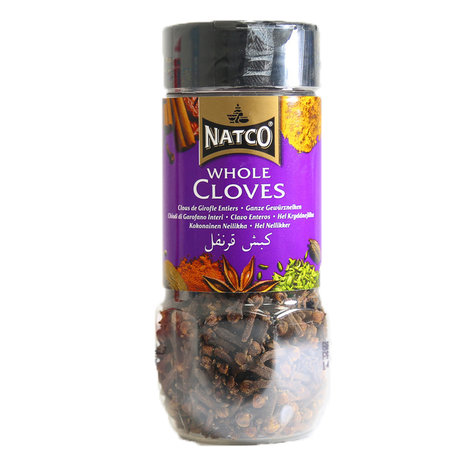 NATCO
WHOLE
CLOVES
Clous de Girofle Entiers • Ganze Gewürznelken
Chiodi di Garofano Interi • Clavo Enteros • Hel Kryddnejlika
Kokonainen Neilikka • Hel Nellikker
كبش قرنفل